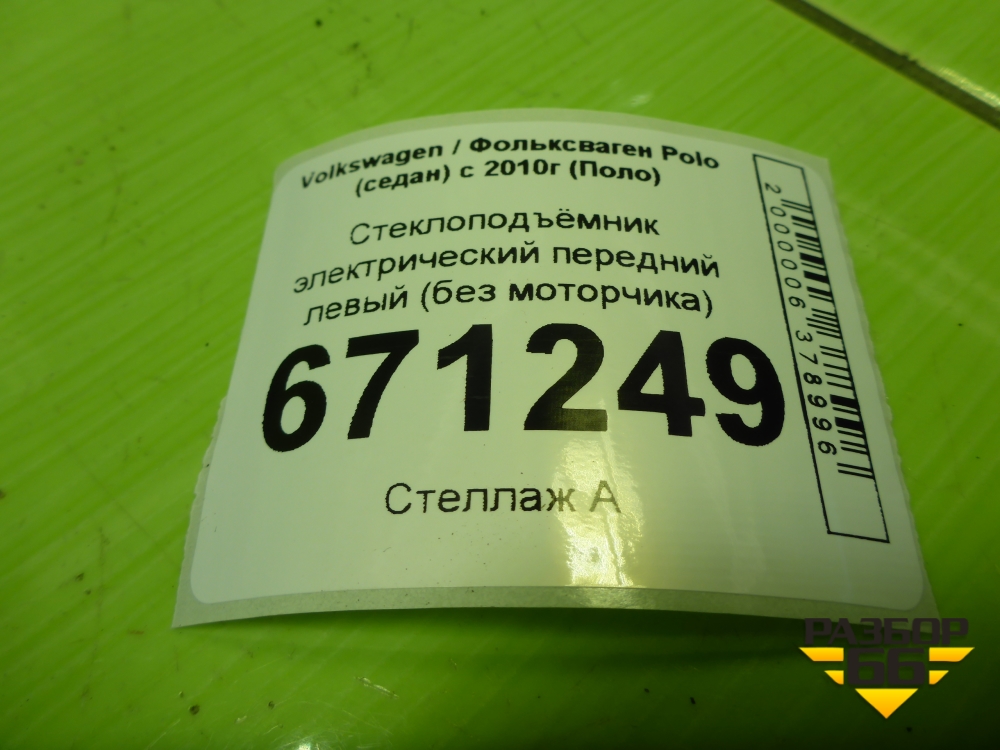 Volkswagen / Фольксваген Polo
(седан) с 2010г (Поло)
Стеклоподъёмник
электрический передний
левый (без моторчика)
671249
Стеллаж А
2000006378996
РАЗБОР
66